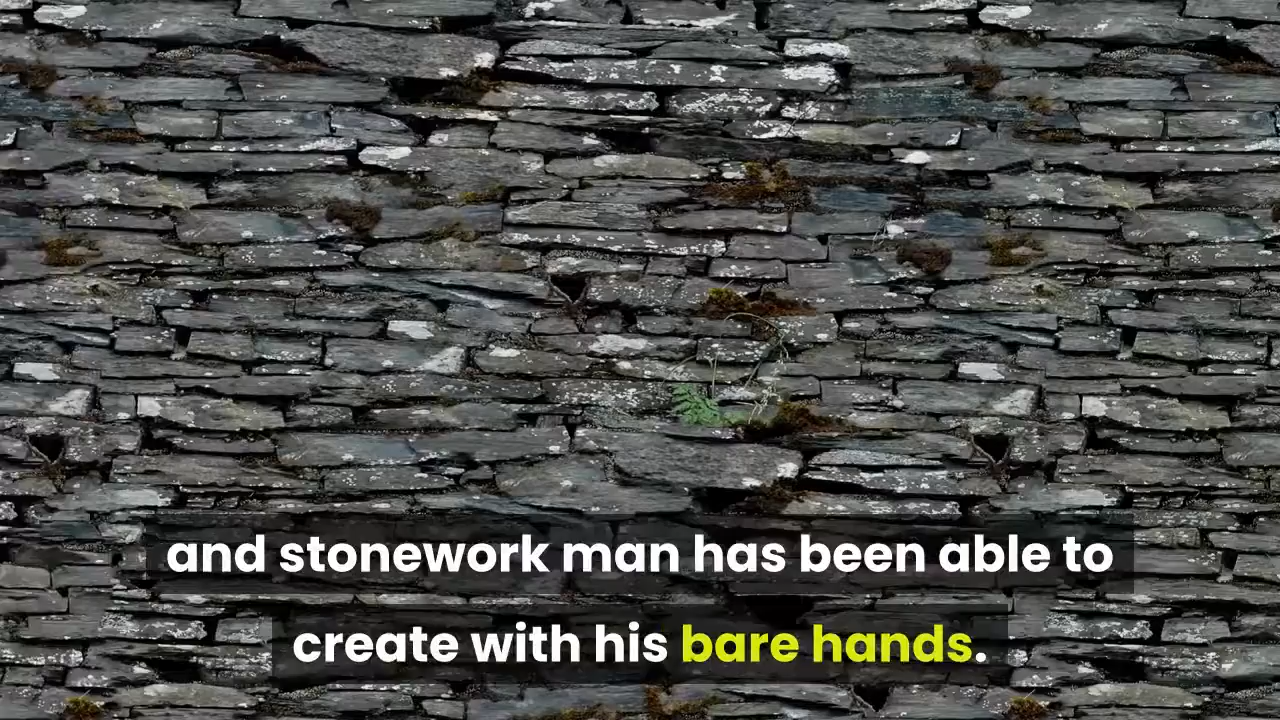 and stonework man has been able to
create with his bare hands.